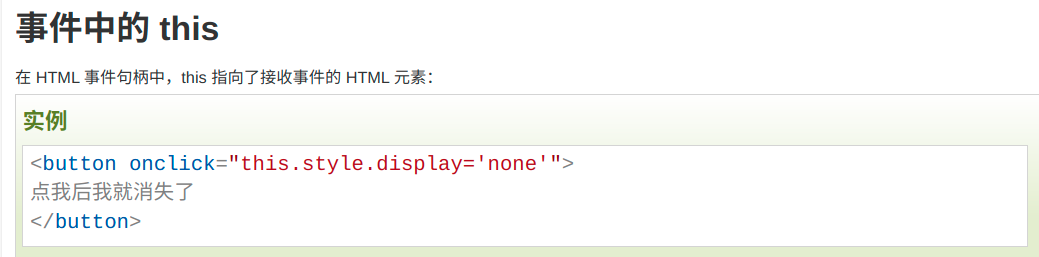 事件中的 this
在 HTML 事件句柄中，this 指向了接收事件的 HTML 元素：
实例
<button onclick="this.style.display='none'">
点我后我就消失了
</button>